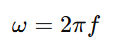 ω = 2πf